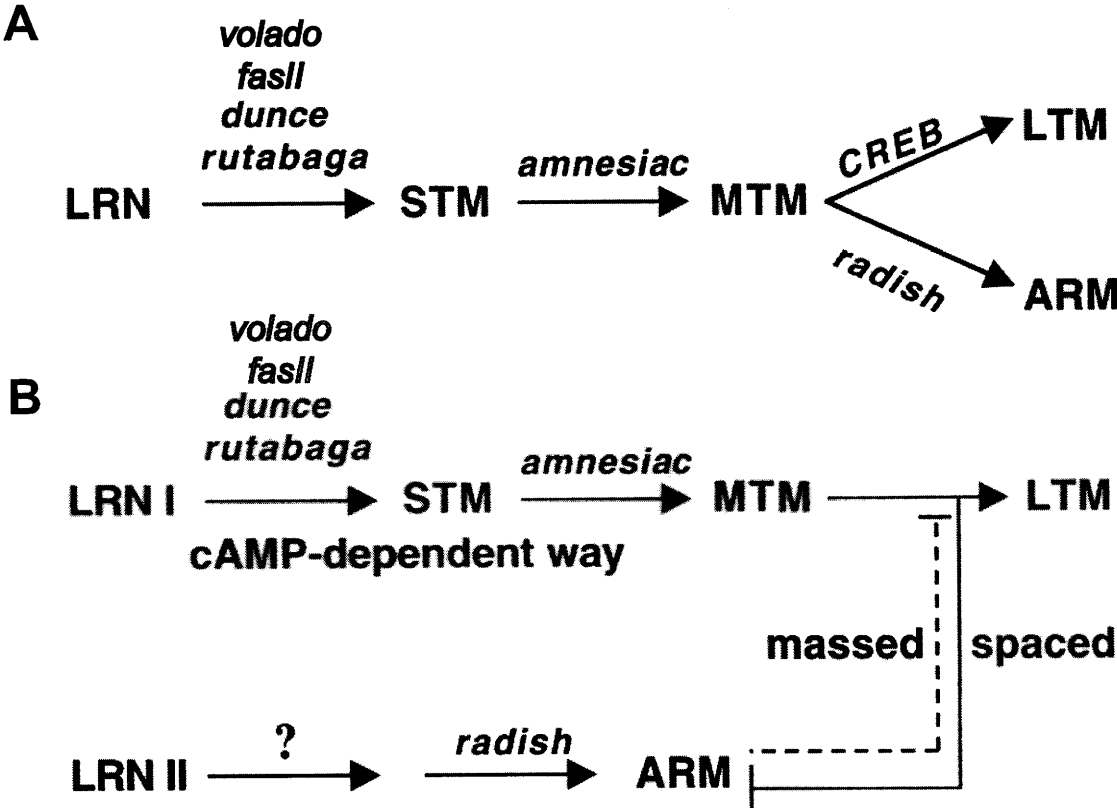 A
volado
fasII
dunce
rutabaga
LRN
STM
amnesiac
MTM
CREB
LTM
radish
ARM
B
volado
fasII
dunce
rutabaga
LRN I
STM
amnesiac
MTM
LTM
cAMP-dependent way
massed
spaced
LRN II
?
radish
ARM